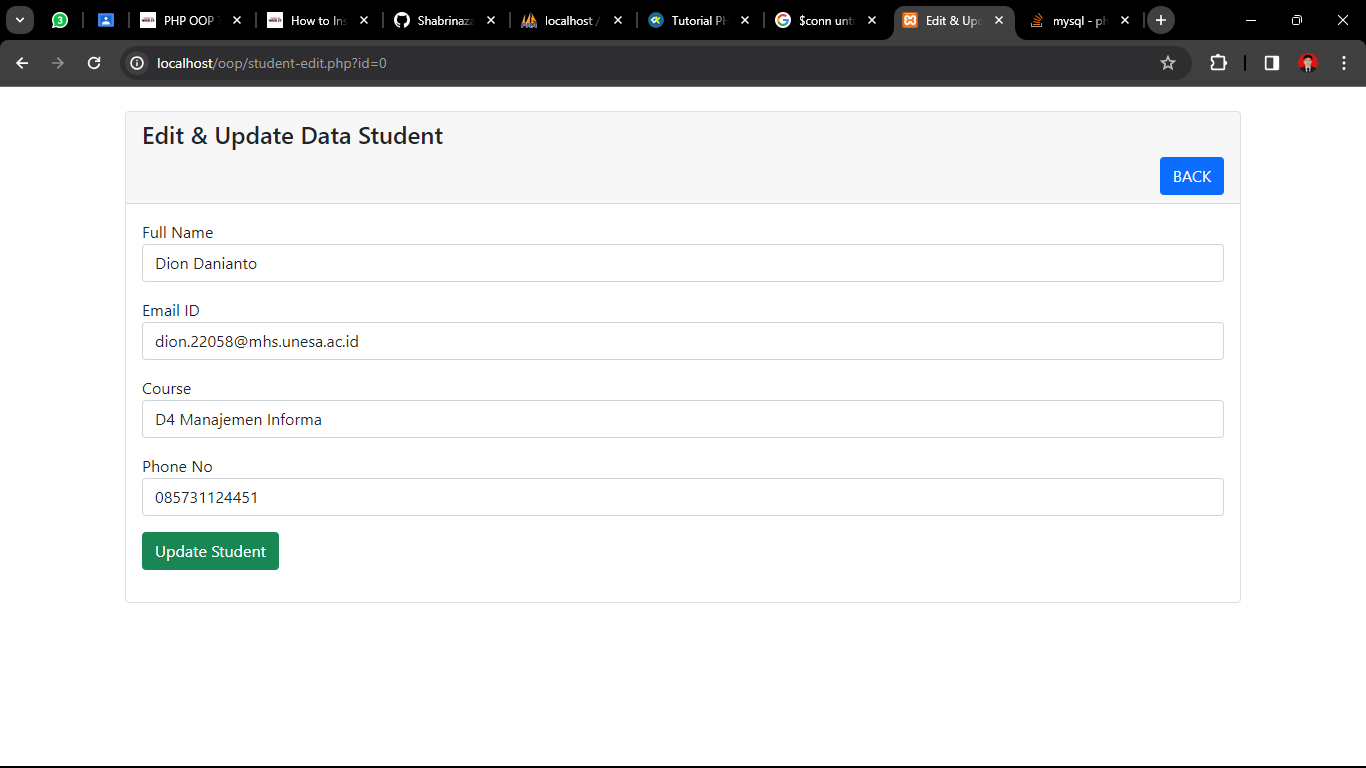 3
PHP OOP
How to Ins
Shabrinaza
localhost /
Tutorial PH
$conn unt
Edit & Upd
mysql - ph
localhost/oop/student-edit.php?id=0
Edit & Update Data Student
BACK
Full Name
Dion Danianto
Email ID
dion.22058@mhs.unesa.ac.id
Course
D4 Manajemen Informa
Phone No
085731124451
Update Student